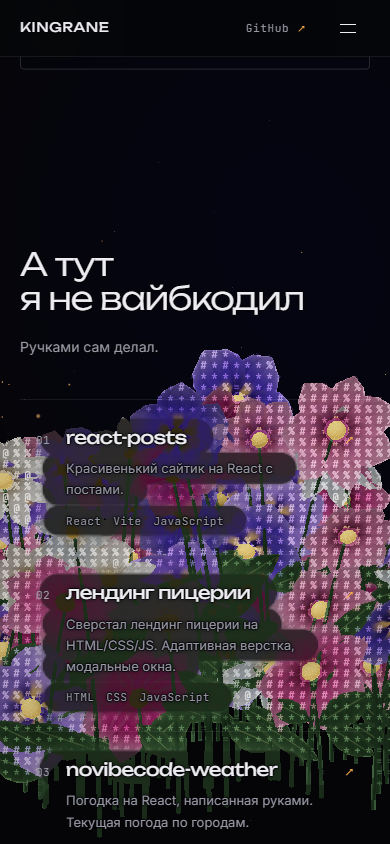 KINGRANE
GitHub ↗
А тут
я не вайбкодил
Ручками сам делал.
01 react-posts
Красивенький сайтик на React с
постами.
React Vite JavaScript
02 лендинг пиццерии
Сверстал лендинг пиццерии на
HTML/CSS/JS. Адаптивная верстка,
модальные окна.
HTML CSS JavaScript
03 novibecode-weather ↗
Погодка на React, написанная руками.
Текущая погода по городам.